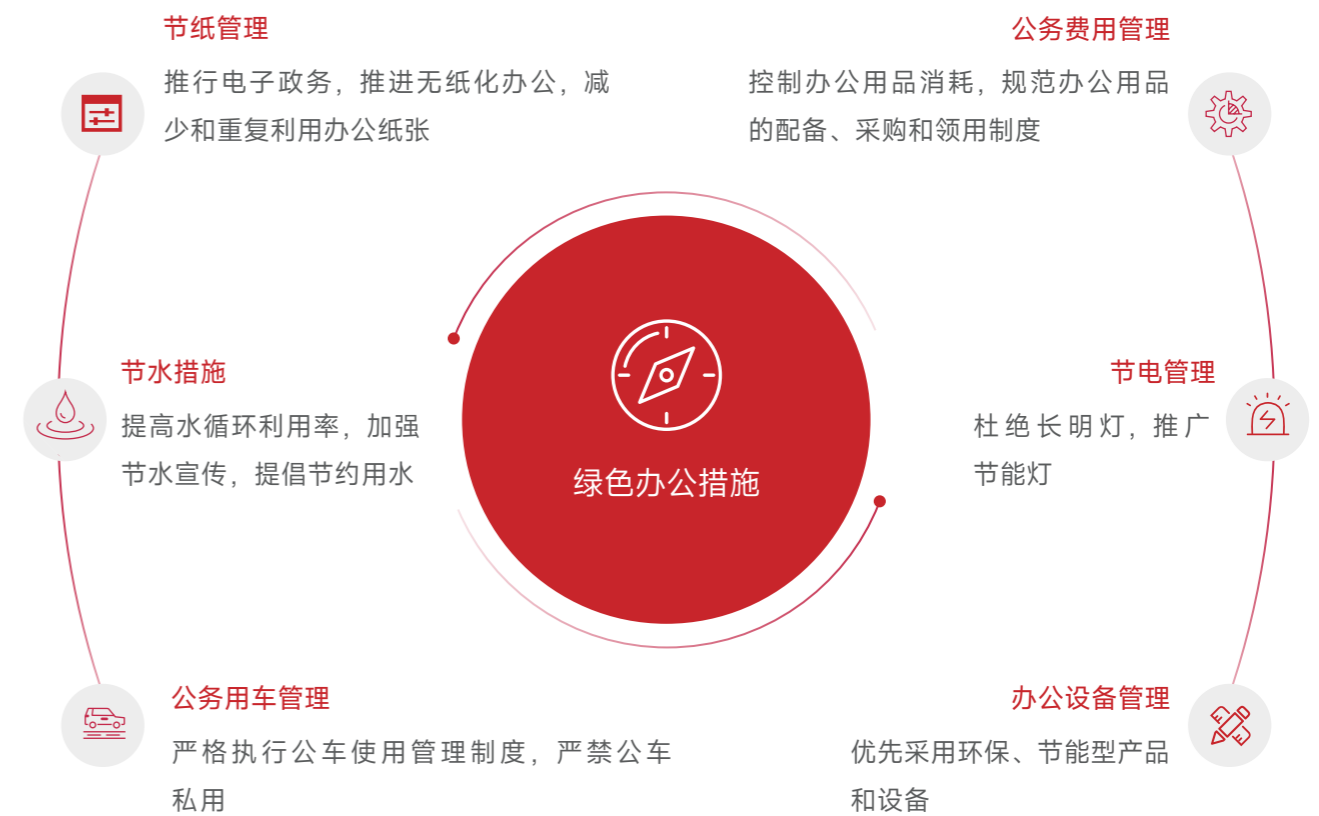 节纸管理
推行电子政务，推进无纸化办公，减
少和重复利用办公纸张
公务费用管理
控制办公用品消耗，规范办公用品
的配备、采购和领用制度
节水措施
提高水循环利用率，加强
节水宣传，提倡节约用水
绿色办公措施
节电管理
杜绝长明灯，推广
节能灯
公务用车管理
严格执行公车使用管理制度，严禁公车
私用
办公设备管理
优先采用环保、节能型产品
和设备